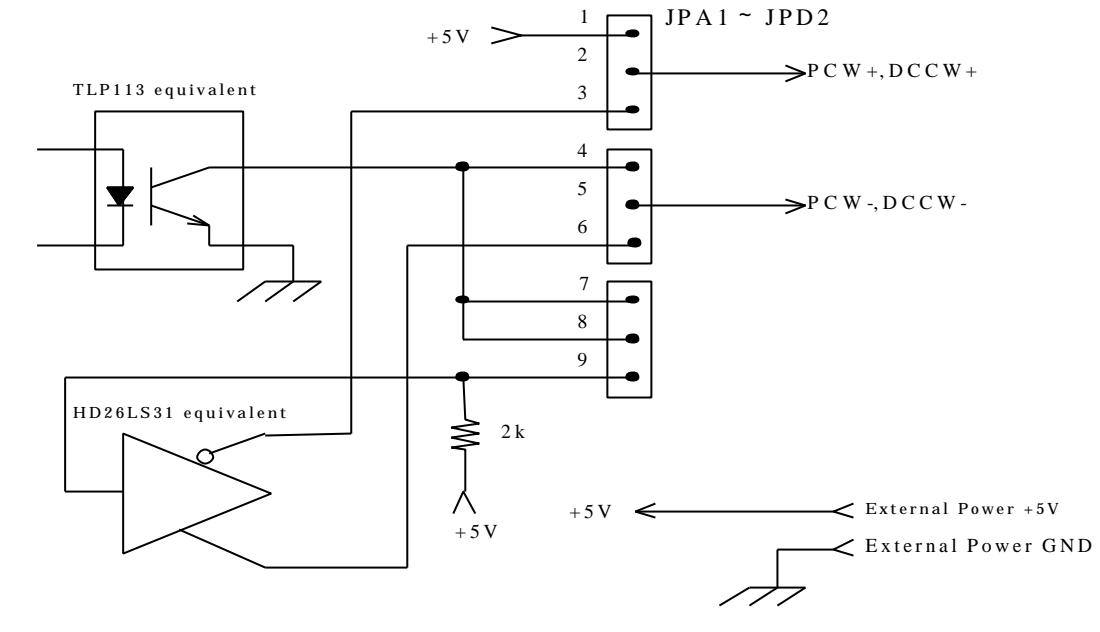 1
JPA1 ~ JPD2
+5V
2
PCW+,DCCW+
TLP113 equivalent
3
4
5
PCW-,DCCW-
6
7
8
9
HD26LS31 equivalent
2k
+5V
+5V
External Power +5V
External Power GND